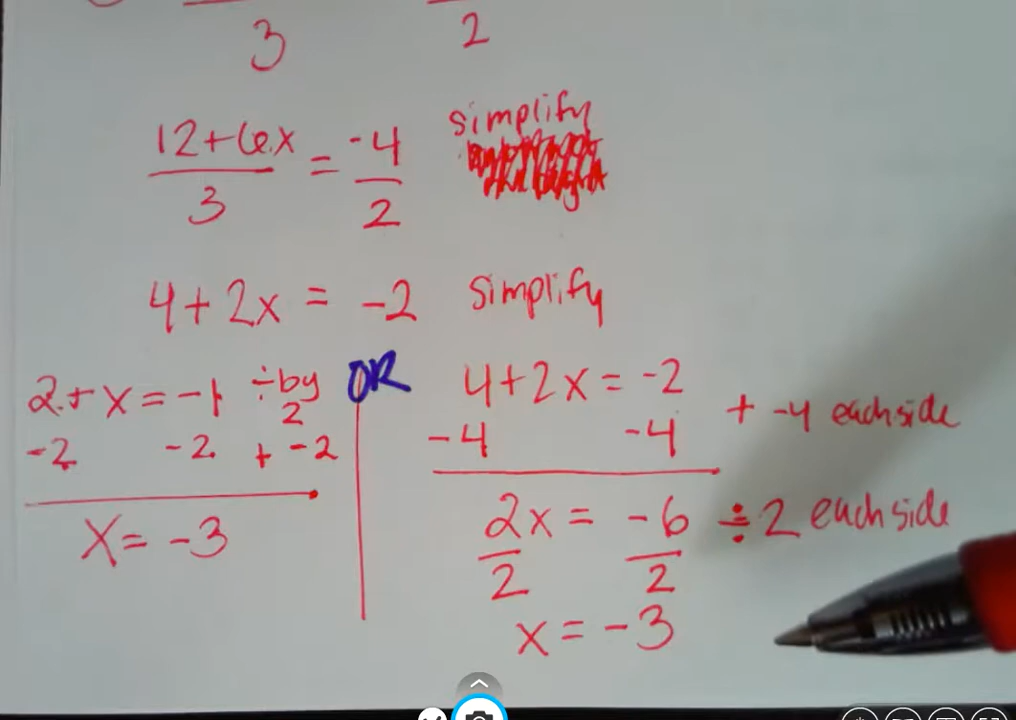 3 2
12+6x = -4 simplify
3 2
4+2x = -2 simplify
OR
2+x = -1 ÷by 2
-2 -2 + -2
x= -3
4+2x = -2
-4 -4 + -4 each side
2x = -6 ÷2 each side
2 2
x = -3